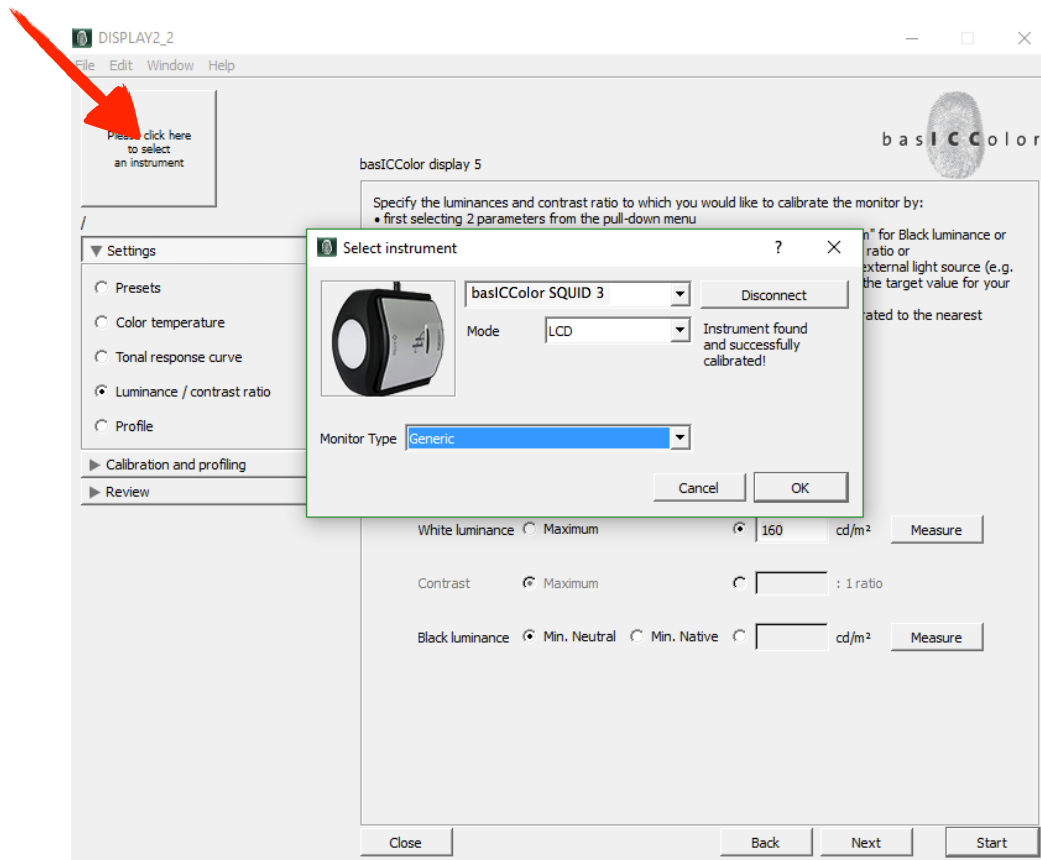 DISPLAY2_2
File Edit Window Help
Please click here
to select
an instrument
basICColor
basICColor display 5
/
Specify the luminances and contrast ratio to which you would like to calibrate the monitor by:
• first selecting 2 parameters from the pull-down menu
" for Black luminance or
ratio or
external light source (e.g.
the target value for your
rated to the nearest
Settings
Presets
Color temperature
Tonal response curve
Luminance / contrast ratio
Profile
Calibration and profiling
Review
Select instrument ?
basICColor SQUID 3 Disconnect
Mode LCD
Instrument found
and successfully
calibrated!
Monitor Type Generic
Cancel OK
White luminance Maximum 160 cd/m² Measure
Contrast Maximum : 1 ratio
Black luminance Min. Neutral Min. Native cd/m² Measure
Close Back Next Start